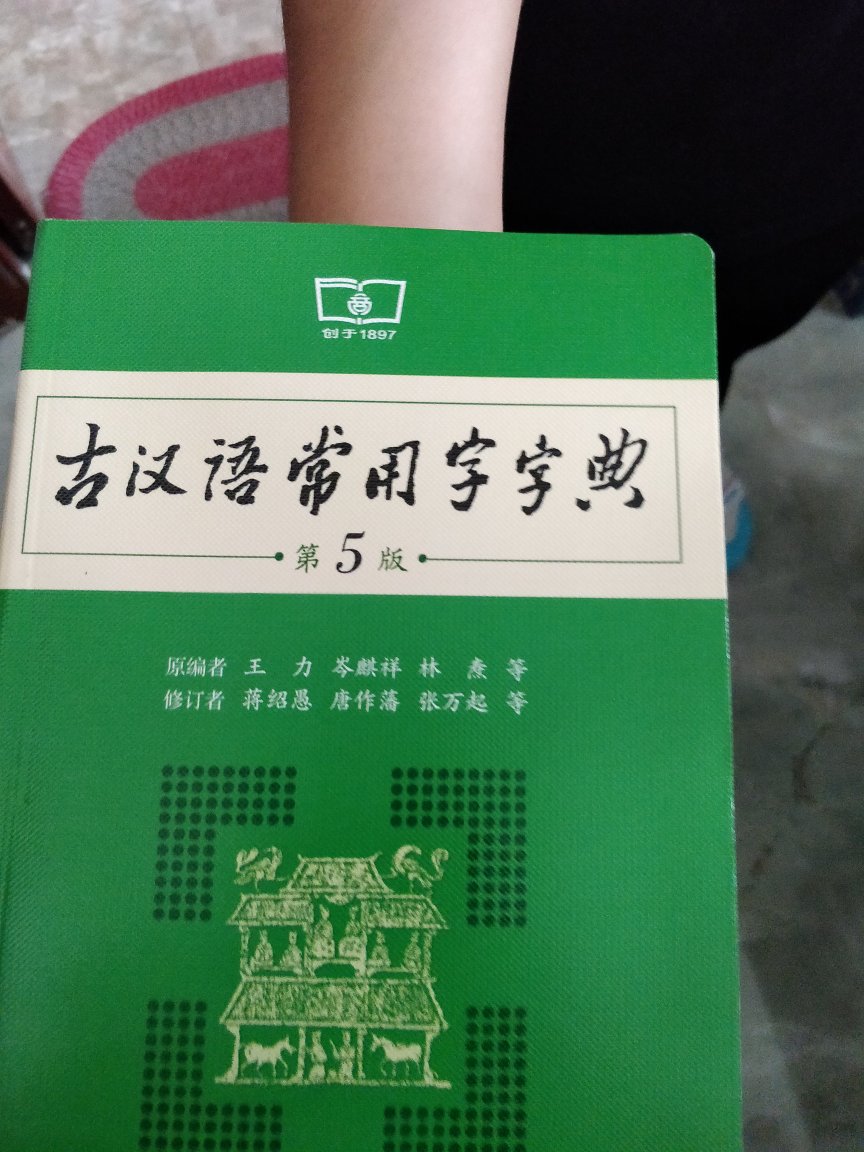 创于1897
古汉语常用字字典
第5版
原编者 王力 岑麒祥 林焘 等
修订者 蒋绍愚 唐作藩 张万起 等